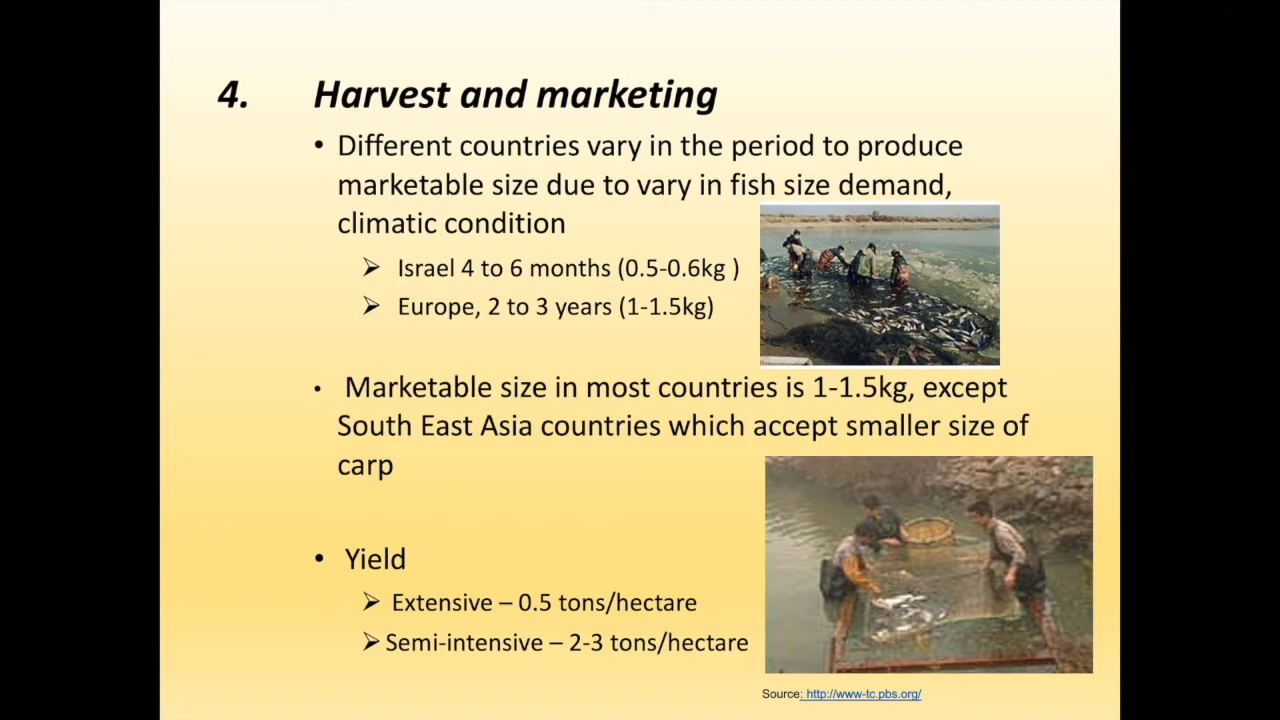 4. Harvest and marketing
• Different countries vary in the period to produce
marketable size due to vary in fish size demand,
climatic condition
➢ Israel 4 to 6 months (0.5-0.6kg )
➢ Europe, 2 to 3 years (1-1.5kg)
• Marketable size in most countries is 1-1.5kg, except
South East Asia countries which accept smaller size of
carp
• Yield
➢ Extensive – 0.5 tons/hectare
➢ Semi-intensive – 2-3 tons/hectare
Source: http://www-tc.pbs.org/